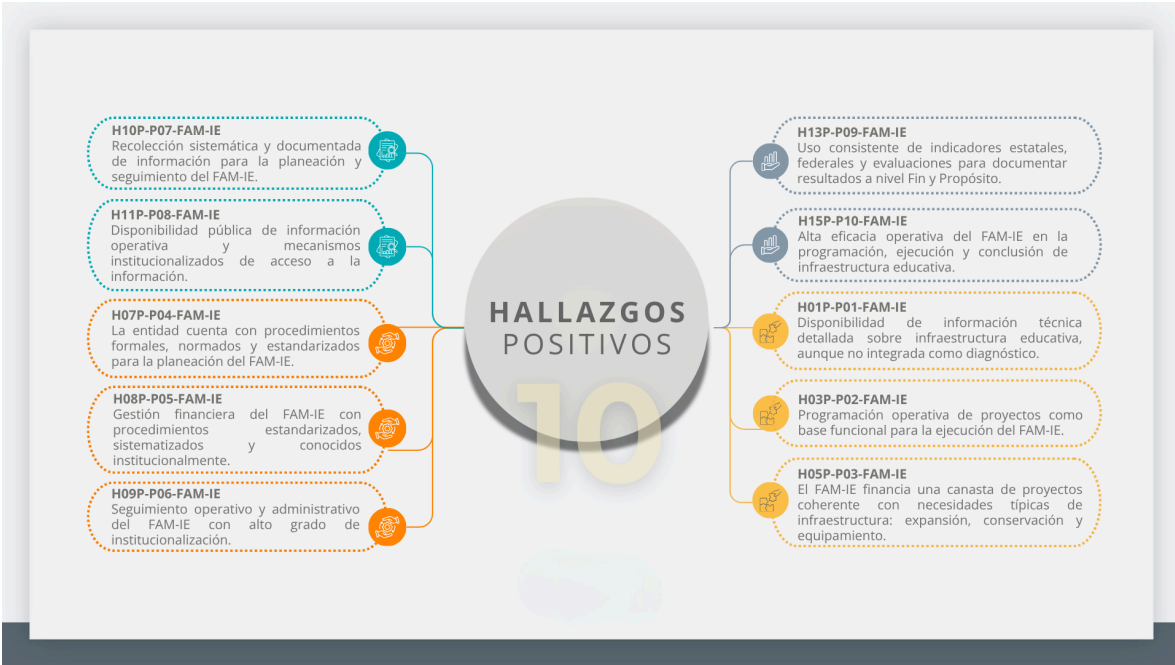 H10P-P07-FAM-IE
Recolección sistemática y documentada
de información para la planeación y
seguimiento del FAM-IE.
H11P-P08-FAM-IE
Disponibilidad pública de información
operativa y mecanismos
institucionalizados de acceso a la
información.
H07P-P04-FAM-IE
La entidad cuenta con procedimientos
formales, normados y estandarizados
para la planeación del FAM-IE.
H08P-P05-FAM-IE
Gestión financiera del FAM-IE con
procedimientos estandarizados,
sistematizados y conocidos
institucionalmente.
H09P-P06-FAM-IE
Seguimiento operativo y administrativo
del FAM-IE con alto grado de
institucionalización.
HALLAZGOS
POSITIVOS
10
H13P-P09-FAM-IE
Uso consistente de indicadores estatales,
federales y evaluaciones para documentar
resultados a nivel Fin y Propósito.
H15P-P10-FAM-IE
Alta eficacia operativa del FAM-IE en la
programación, ejecución y conclusión de
infraestructura educativa.
H01P-P01-FAM-IE
Disponibilidad de información técnica
detallada sobre infraestructura educativa,
aunque no integrada como diagnóstico.
H03P-P02-FAM-IE
Programación operativa de proyectos como
base funcional para la ejecución del FAM-IE.
H05P-P03-FAM-IE
El FAM-IE financia una canasta de proyectos
coherente con necesidades típicas de
infraestructura: expansión, conservación y
equipamiento.